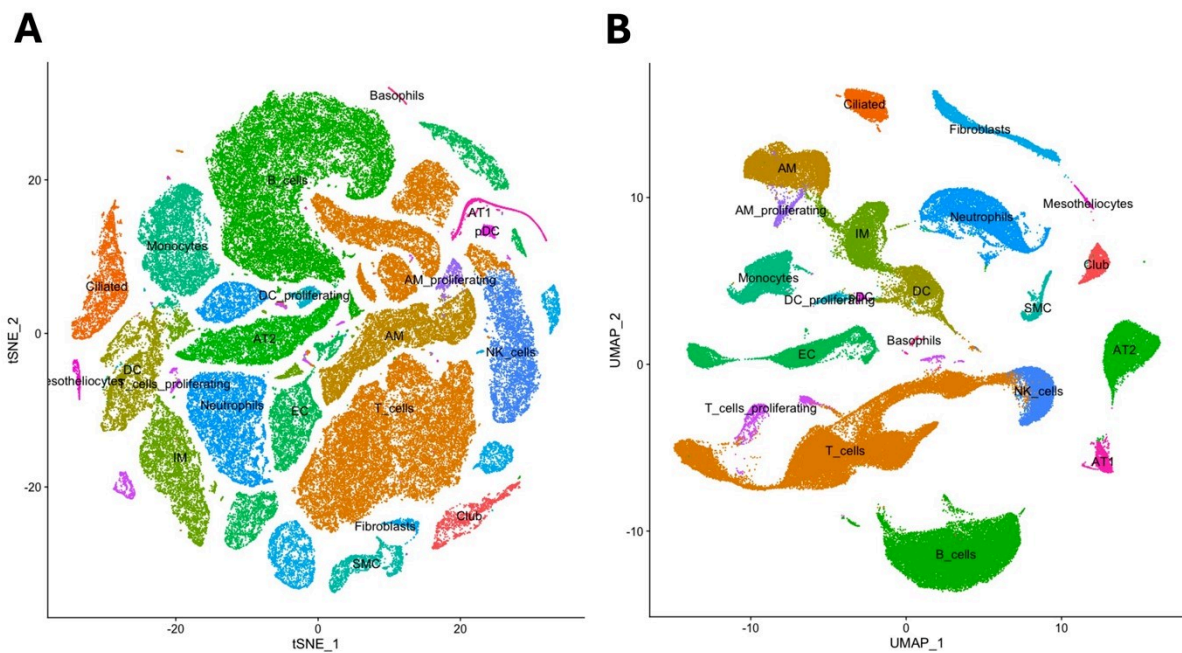 A
Basophils
20
B_cells
AT1
pDC
Monocytes
AM_proliferating
Ciliated
DC_proliferating
tSNE_2
0
AT2
AM
NK_cells
DC
esotheliocytes
_cells_proliferating
Neutrophils
EC
T_cells
IM
-20
Fibroblasts
Club
SMC
-20
0
20
tSNE_1
B
Ciliated
Fibroblasts
AM
10
AM_proliferating
Mesotheliocytes
Neutrophils
IM
Club
Monocytes
DC_proliferating
DC
SMC
UMAP_2
Basophils
EC
AT2
0
NK_cells
T_cells_proliferating
T_cells
AT1
-10
B_cells
-10
0
10
UMAP_1